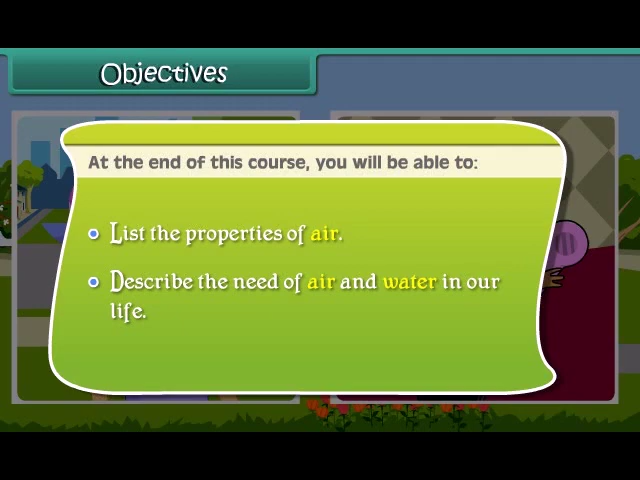 Objectives
At the end of this course, you will be able to:
List the properties of air.
Describe the need of air and water in our
life.